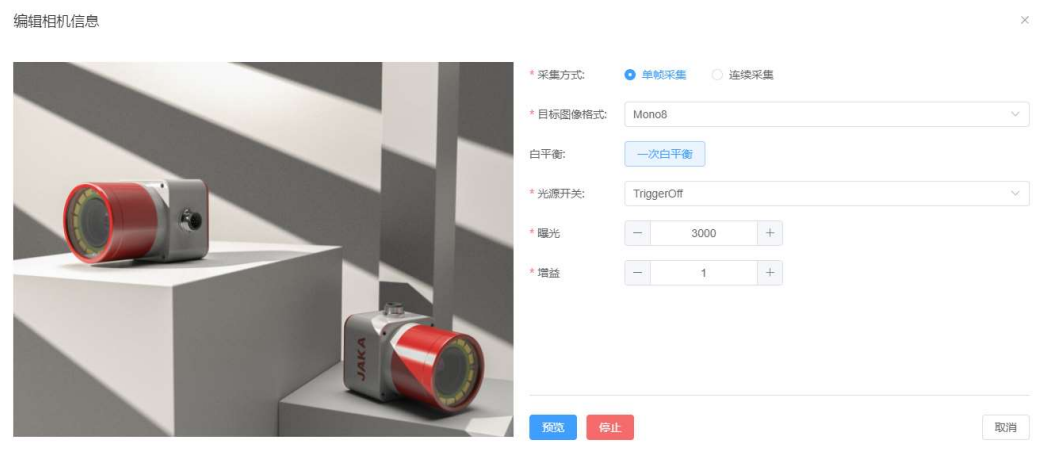 编辑相机信息
* 采集方式: 单帧采集 连续采集
* 目标图像格式: Mono8
白平衡: 一次白平衡
* 光源开关: TriggerOff
* 曝光 − 3000 +
* 增益 − 1 +
JAKA
预览 停止 取消